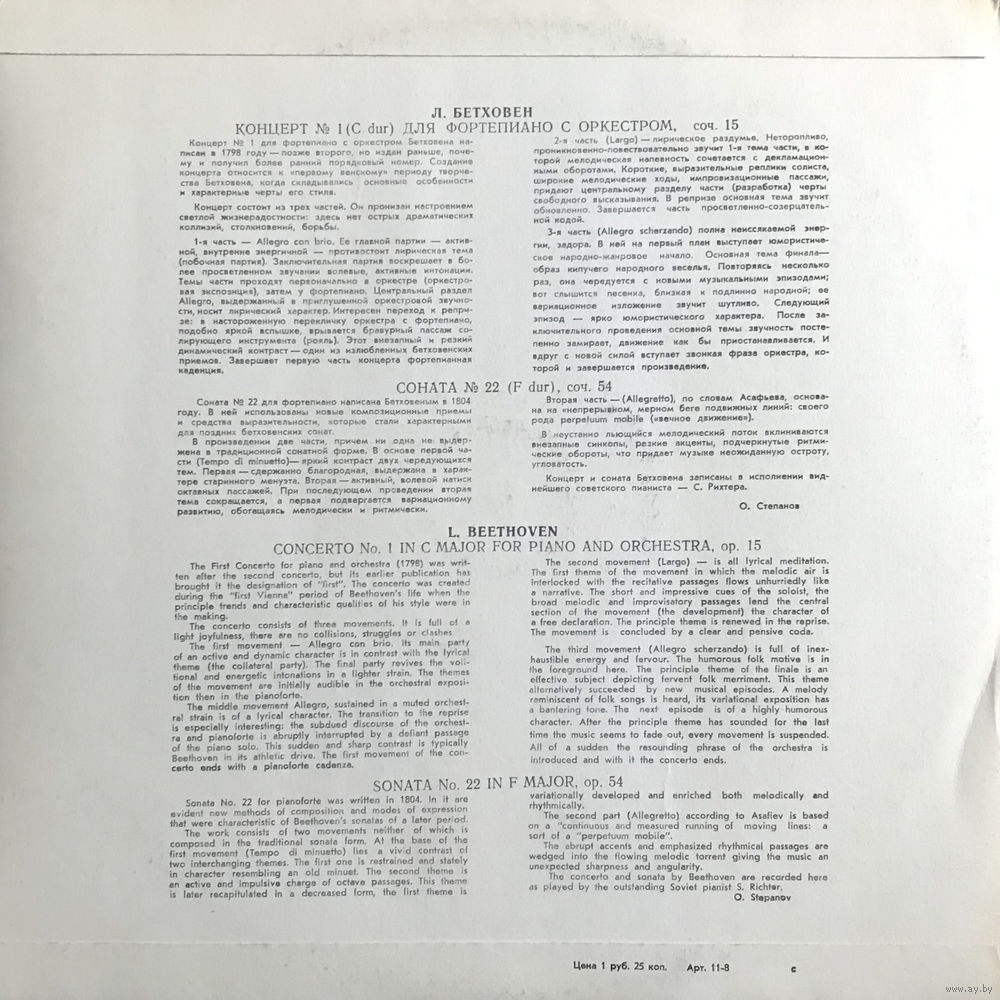 Л. БЕТХОВЕН
КОНЦЕРТ № 1 (C dur) ДЛЯ ФОРТЕПИАНО С ОРКЕСТРОМ, соч. 15
Концерт № 1 для фортепиано с оркестром Бетховена на-
писан в 1798 году — позже второго, но издан раньше, поче-
му и получил более ранний порядковый номер. Создание
концерта относится к «первому венскому» периоду творче-
ства Бетховена, когда складывались основные особенности
и характерные черты его стиля.
Концерт состоит из трех частей. Он пронизан настроением
светлой жизнерадостности: здесь нет острых драматических
коллизий, столкновений, борьбы.
1-я часть — Allegro con brio. Ее главной партии — актив-
ной, внутренне энергичной — противостоит лирическая тема
(побочная партия). Заключительная партия воскрешает в бо-
лее просветленном звучании волевые, активные интонации.
Темы части проходят первоначально в оркестре (оркестро-
вая экспозиция), затем у фортепиано. Центральный раздел
Allegro, выдержанный в приглушенной оркестровой звучно-
сти, носит лирический характер. Интересен переход к репри-
зе: в настороженную перекличку оркестра с фортепиано,
подобно яркой вспышке, врывается бравурный пассаж со-
лирующего инструмента (рояль). Этот внезапный и резкий
динамический контраст — один из излюбленных бетховенских
приемов. Завершает первую часть концерта фортепианная
каденция.
2-я часть (Largo) — лирическое раздумье. Неторопливо,
проникновенно-повествовательно звучит 1-я тема части, в ко-
торой мелодическая напевность сочетается с декламацион-
ными оборотами. Короткие, выразительные реплики солиста,
широкие мелодические ходы, импровизационные пассажи,
придают центральному разделу части (разработка) черты
свободного высказывания. В репризе основная тема звучит
обновленно. Завершается часть просветленно-созерцатель-
ной кодой.
3-я часть (Allegro scherzando) полна неиссякаемой энер-
гии, задора. В ней на первый план выступает юмористиче-
ское народно-жанровое начало. Основная тема финала—
образ кипучего народного веселья. Повторяясь несколько
раз, она чередуется с новыми музыкальными эпизодами;
вот слышится песенка, близкая к подлинно народной; ее
вариационное изложение звучит шутливо. Следующий
эпизод — ярко юмористического характера. После за-
ключительного проведения основной темы звучность посте-
пенно замирает, движение как бы приостанавливается. И
вдруг с новой силой вступает звонкая фраза оркестра, ко-
торой и завершается произведение.
СОНАТА № 22 (F dur), соч. 54
Соната № 22 для фортепиано написана Бетховеным в 1804
году. В ней использованы новые композиционные приемы
и средства выразительности, которые стали характерными
для поздних бетховенских сонат.
В произведении две части, причем ни одна не выдер-
жена в традиционной сонатной форме. В основе первой ча-
сти (Tempo di minuetto)— яркий контраст двух чередующихся
тем. Первая — сдержанно благородная, выдержана в харак-
тере старинного менуэта. Вторая — активный, волевой натиск
октавных пассажей. При последующем проведении вторая
тема сокращается, а первая подвергается вариационному
развитию, обогащаясь мелодически и ритмически.
Вторая часть — (Allegretto), по словам Асафьева, основа-
на на «непрерывном, мерном беге подвижных линий: своего
рода perpetuum mobile («вечное движение»).
В неустанно льющийся мелодический поток вклиниваются
внезапные синкопы, резкие акценты, подчеркнутые ритми-
ческие обороты, что придает музыке неожиданную остроту,
угловатость.
Концерт и соната Бетховена записаны в исполнении вид-
нейшего советского пианиста — С. Рихтера.
О. Степанов
L. BEETHOVEN
CONCERTO No. 1 IN C MAJOR FOR PIANO AND ORCHESTRA, op. 15
The First Concerto for piano and orchestra (1798) was writ-
ten after the second concerto, but its earlier publication has
brought it the designation of "first". The concerto was created
during the "first Vienna" period of Beethoven's life when the
principle trends and characteristic qualities of his style were in
the making.
The concerto consists of three movements. It is full of a
light joyfulness, there are no collisions, struggles or clashes.
The first movement — Allegro con brio. Its main party
of an active and dynamic character is in contrast with the lyrical
theme (the collateral party). The final party revives the voli-
tional and energetic intonations in a lighter strain. The themes
of the movement are initially audible in the orchestral exposi-
tion then in the pianoforte.
The middle movement Allegro, sustained in a muted orchest-
rel strain is of a lyrical character. The transition to the reprise
is especially interesting: the subdued discourse of the orchest-
ra and pianoforte is abruptly interrupted by a defiant passage
of the piano solo. This sudden and sharp contrast is typically
Beethoven in its athletic drive. The first movement of the con-
certo ends with a pianoforte cadenza.
The second movement (Largo) — is all lyrical meditation.
The first theme of the movement in which the melodic air is
interlocked with the recitative passages flows unhurriedly like
a narrative. The short and impressive cues of the soloist, the
broad melodic and improvisatory passages lend the central
section of the movement (the development) the character of
a free declaration. The principle theme is renewed in the reprise.
The movement is concluded by a clear and pensive coda.
The third movement (Allegro scherzando) is full of inex-
haustible energy and fervour. The humorous folk motive is in
the foreground here. The principle theme of the finale is an
effective subject depicting fervent folk merriment. This theme
alternatively succeeded by new musical episodes. A melody
reminiscent of folk songs is heard, its variational exposition has
a bantering tone. The next episode is of a highly humorous
character. After the principle theme has sounded for the last
time the music seems to fade out, every movement is suspended.
All of a sudden the resounding phrase of the orchestra is
introduced and with it the concerto ends.
SONATA No. 22 IN F MAJOR, op. 54
Sonata No. 22 for pianoforte was written in 1804. In it are
evident new methods of composition and modes of expression
that were characteristic of Beethoven's sonatas of a later period.
The work consists of two movements neither of which is
composed in the traditional sonata form. At the base of the
first movement (Tempo di minuetto) lies a vivid contrast of
two interchanging themes. The first one is restrained and stately
in character resembling an old minuet. The second theme is
an active and impulsive charge of octave passages. This theme
is later recapitulated in a decreased form, the first theme is
variationally developed and enriched both melodically and
rhythmically.
The second part (Allegretto) according to Asafiev is based
on a "continuous and measured running of moving lines: a
sort of a "perpetuum mobile".
The abrupt accents and emphasized rhythmical passages are
wedged into the flowing melodic torrent giving the music an
unexpected sharpness and angularity.
The concerto and sonata by Beethoven are recorded here
as played by the outstanding Soviet pianist S. Richter.
O. Stepanov
Цена 1 руб. 25 коп. Арт. 11-8 с
www.ay.by